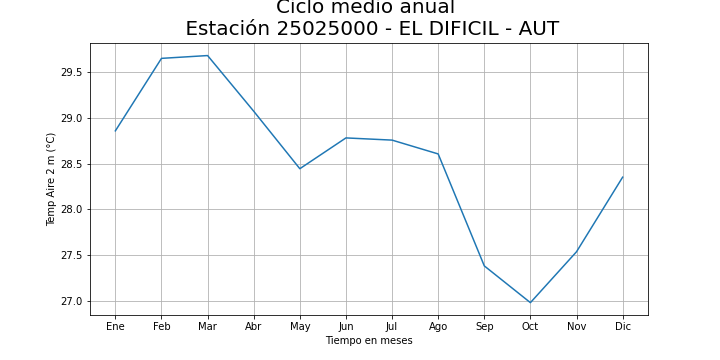 Ciclo medio anual
Estación 25025000 - EL DIFICIL - AUT
29.5
29.0
28.5
28.0
27.5
27.0
Temp Aire 2 m (°C)
Ene Feb Mar Abr May Jun Jul Ago Sep Oct Nov Dic
Tiempo en meses